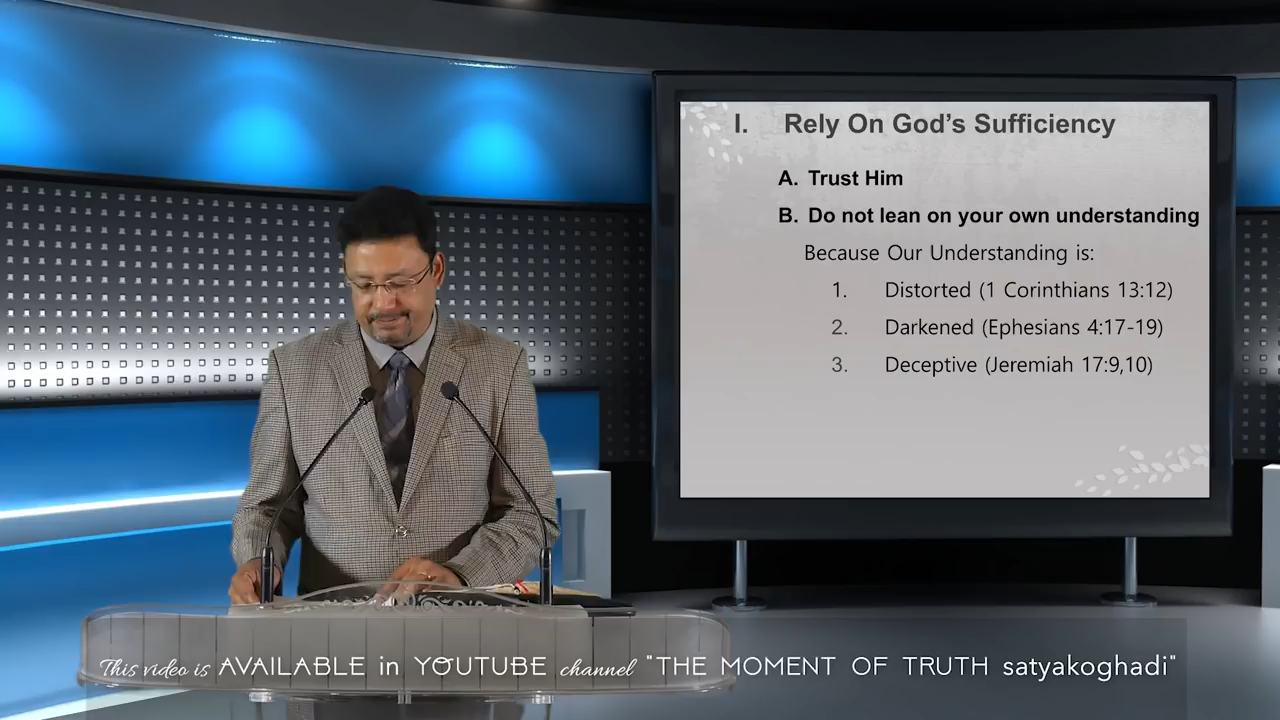 I. Rely On God's Sufficiency
A. Trust Him
B. Do not lean on your own understanding
Because Our Understanding is:
1. Distorted (1 Corinthians 13:12)
2. Darkened (Ephesians 4:17-19)
3. Deceptive (Jeremiah 17:9,10)
This video is AVAILABLE in YOUTUBE channel "THE MOMENT OF TRUTH satyakoghadi"